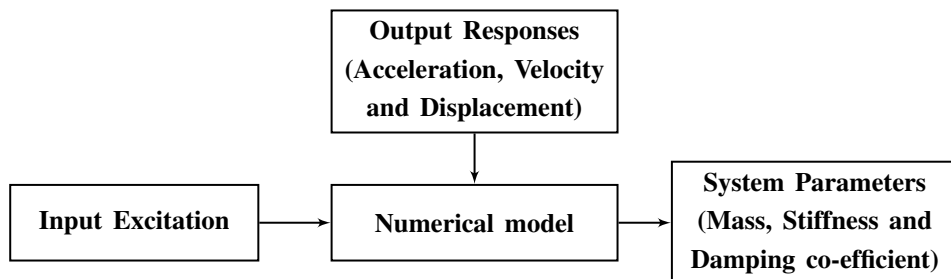 Output Responses
(Acceleration, Velocity
and Displacement)
Input Excitation
Numerical model
System Parameters
(Mass, Stiffness and
Damping co-efficient)